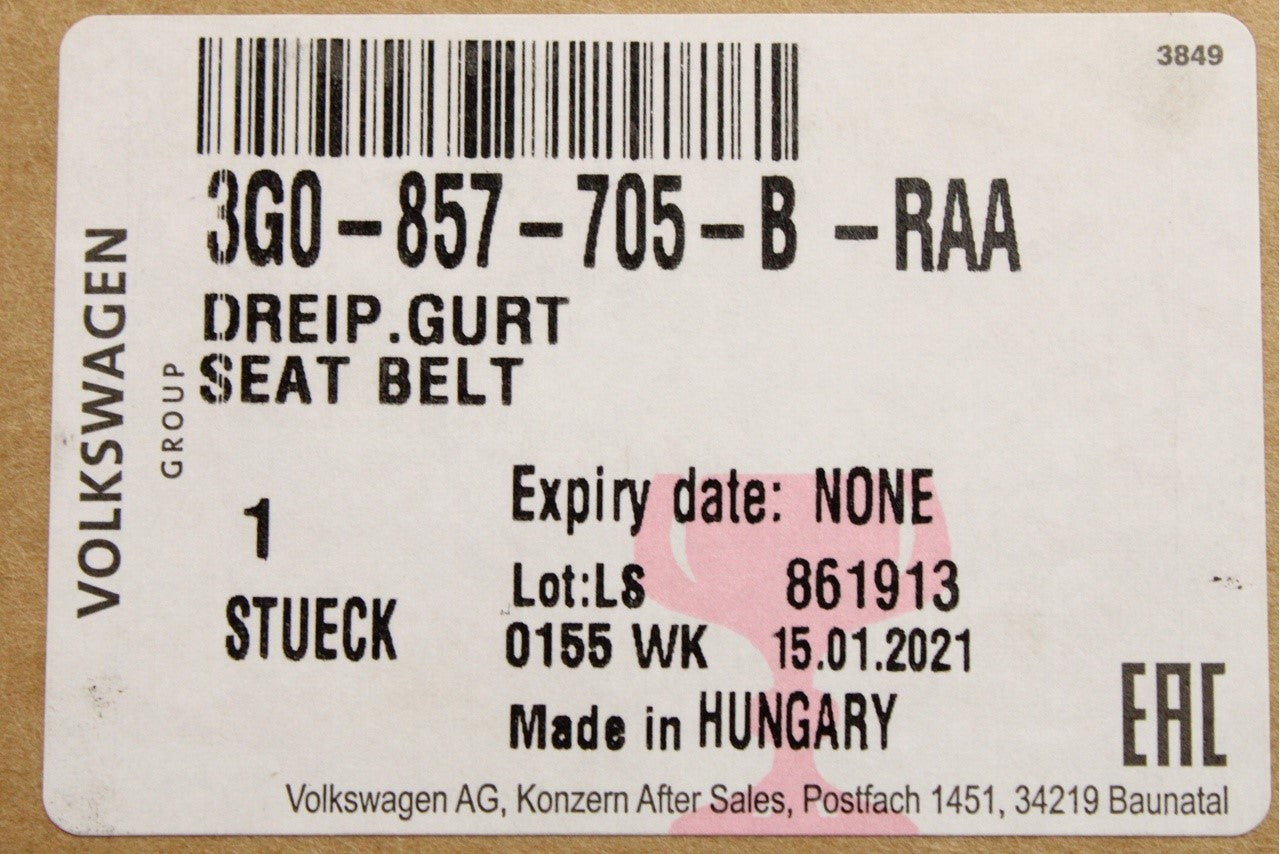 3849
3G0-857-705-B -RAA
DREIP.GURT
SEAT BELT
VOLKSWAGEN
GROUP
1
STUECK
Expiry date: NONE
Lot:LS 861913
0155 WK 15.01.2021
Made in HUNGARY
EAC
Volkswagen AG, Konzern After Sales, Postfach 1451, 34219 Baunatal